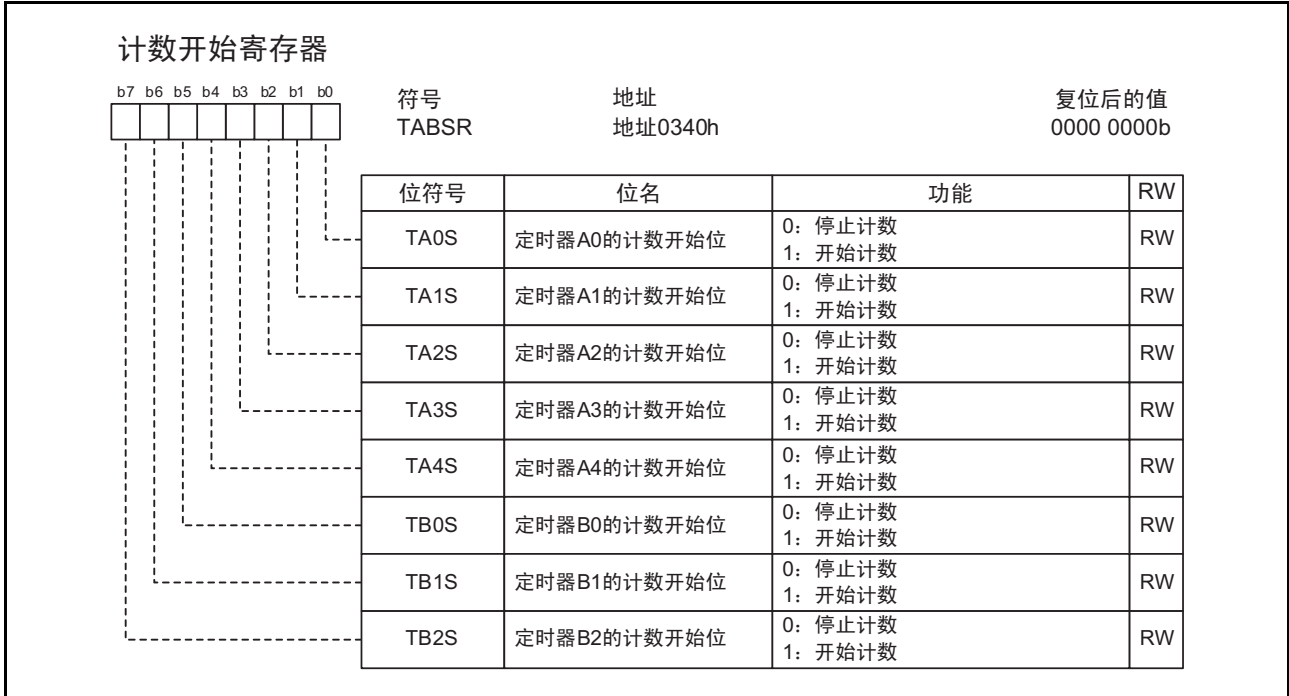 计数开始寄存器
b7 b6 b5 b4 b3 b2 b1 b0
符号 地址 复位后的值
TABSR 地址0340h 0000 0000b
位符号 位名 功能 RW
TA0S 定时器A0的计数开始位 0：停止计数 RW
1：开始计数
TA1S 定时器A1的计数开始位 0：停止计数 RW
1：开始计数
TA2S 定时器A2的计数开始位 0：停止计数 RW
1：开始计数
TA3S 定时器A3的计数开始位 0：停止计数 RW
1：开始计数
TA4S 定时器A4的计数开始位 0：停止计数 RW
1：开始计数
TB0S 定时器B0的计数开始位 0：停止计数 RW
1：开始计数
TB1S 定时器B1的计数开始位 0：停止计数 RW
1：开始计数
TB2S 定时器B2的计数开始位 0：停止计数 RW
1：开始计数